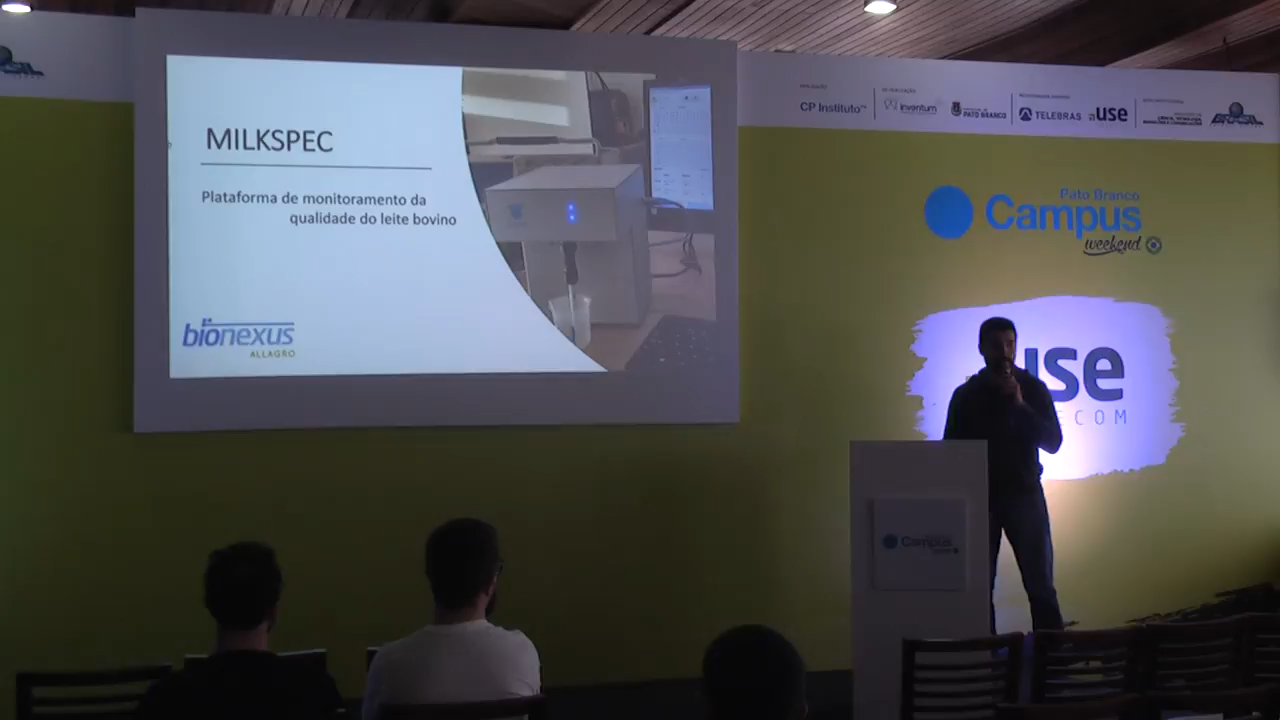 MILKSPEC
Plataforma de monitoramento da
qualidade do leite bovino
bionexus
ALLAGRO
CP Instituto
inventum
PATO BRANCO
TELEBRAS
use
Pato Branco
Campus
weekend
use
ECOM
Campus